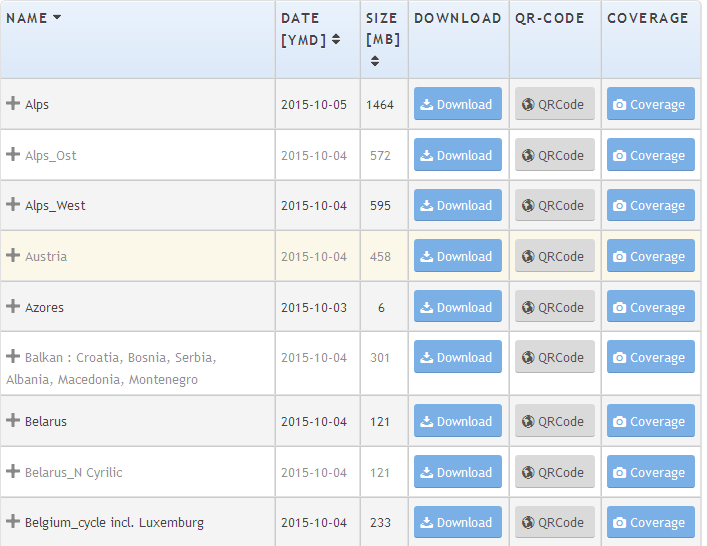 NAME DATE [YMD] SIZE [MB] DOWNLOAD QR-CODE COVERAGE
Alps 2015-10-05 1464 Download QRCode Coverage
Alps_Ost 2015-10-04 572 Download QRCode Coverage
Alps_West 2015-10-04 595 Download QRCode Coverage
Austria 2015-10-04 458 Download QRCode Coverage
Azores 2015-10-03 6 Download QRCode Coverage
Balkan : Croatia, Bosnia, Serbia, 2015-10-04 301 Download QRCode Coverage
Albania, Macedonia, Montenegro
Belarus 2015-10-04 121 Download QRCode Coverage
Belarus_N Cyrilic 2015-10-04 121 Download QRCode Coverage
Belgium_cycle incl. Luxemburg 2015-10-04 233 Download QRCode Coverage